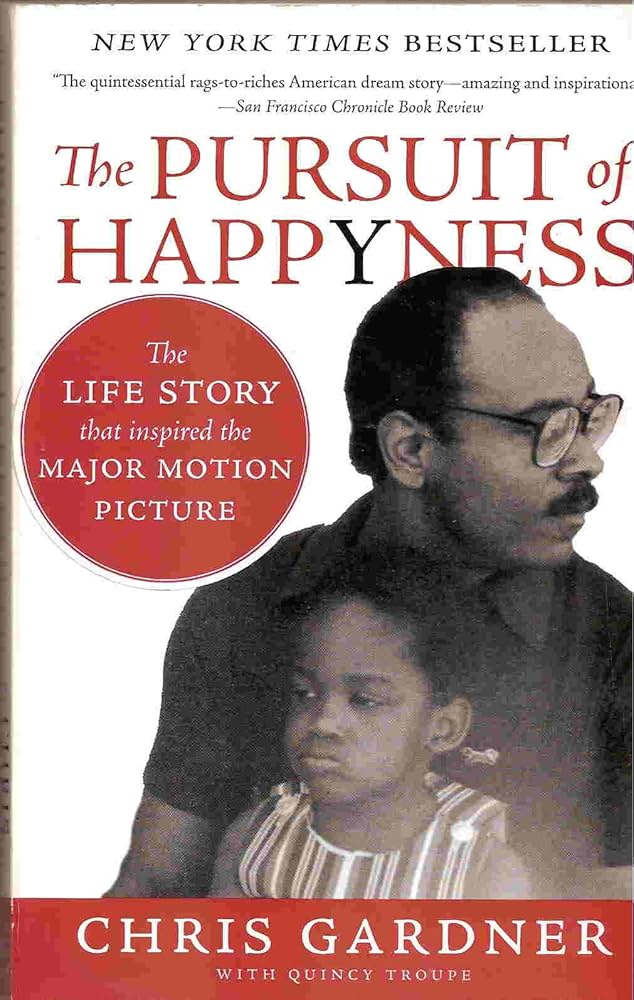 NEW YORK TIMES BESTSELLER
“The quintessential rags-to-riches American dream story—amazing and inspirational
—San Francisco Chronicle Book Review
The PURSUIT of
HAPPYNESS
The
LIFE STORY
that inspired the
MAJOR MOTION
PICTURE
CHRIS GARDNER
WITH QUINCY TROUPE